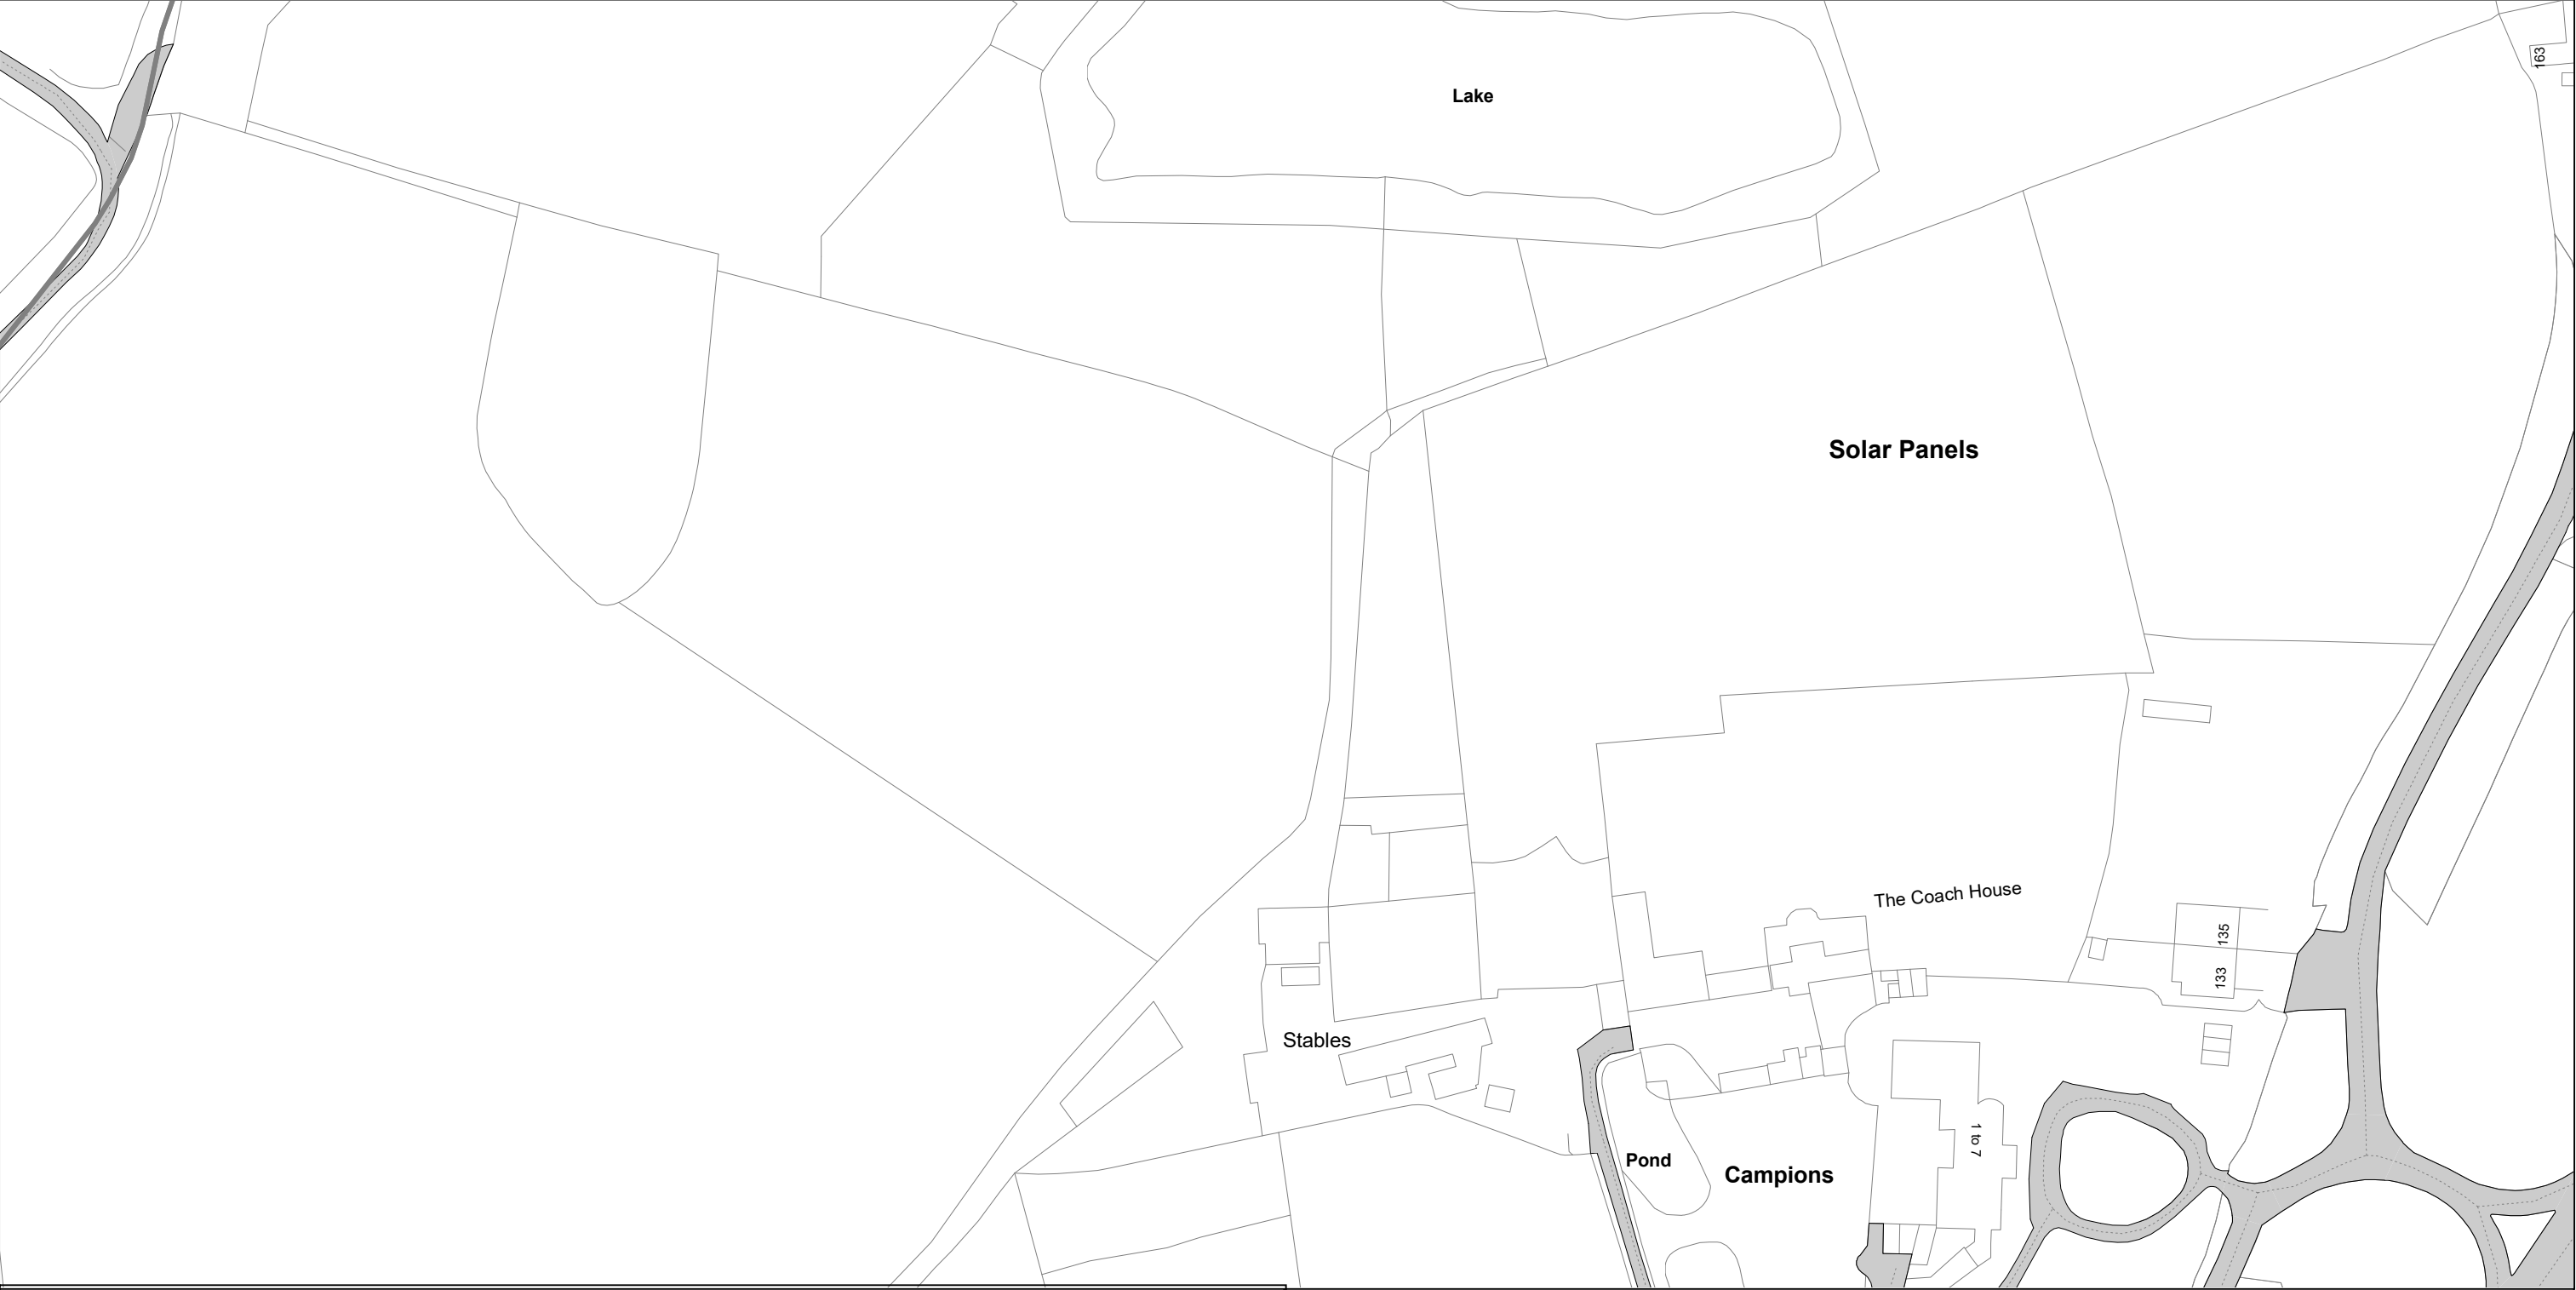 163
Lake
Solar Panels
The Coach House
135
133
Stables
1 to 7
Pond
Campions